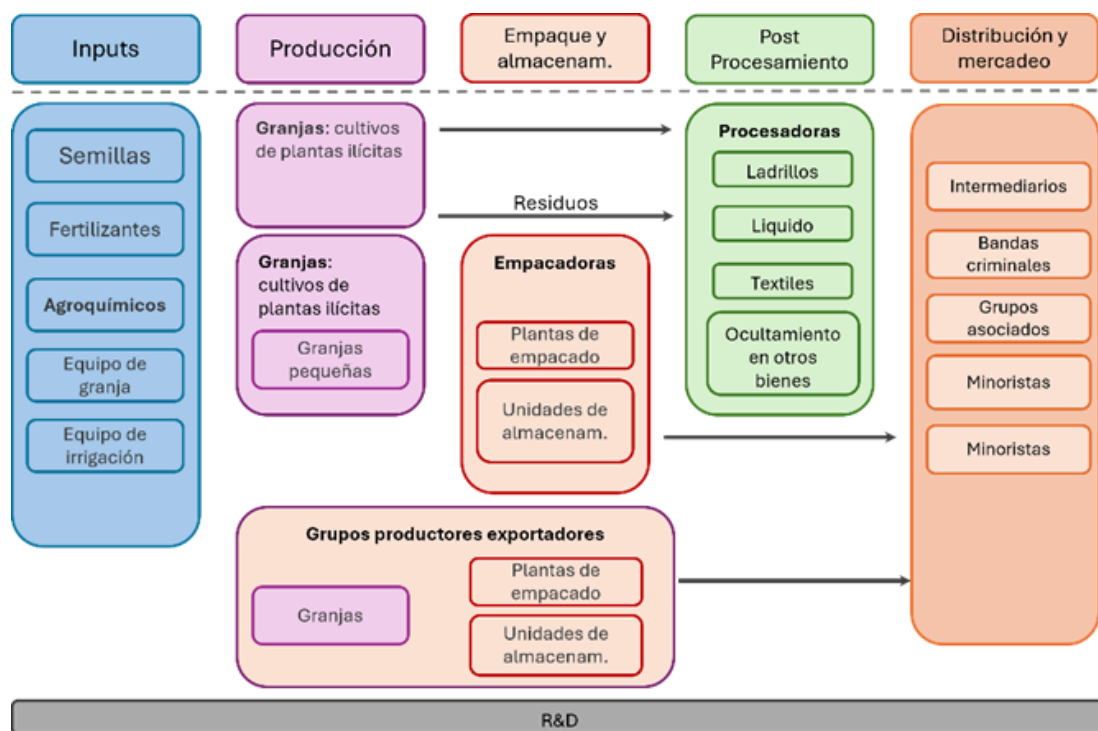 Inputs
Producción
Empaque y
almacenam.
Post
Procesamiento
Distribución y
mercadeo
Semillas
Fertilizantes
Agroquímicos
Equipo de
granja
Equipo de
irrigación
Granjas: cultivos
de plantas ilícitas
Granjas:
cultivos de
plantas ilícitas
Granjas
pequeñas
Residuos
Empacadoras
Plantas de
empacado
Unidades de
almacenam.
Procesadoras
Ladrillos
Liquido
Textiles
Ocultamiento
en otros
bienes
Intermediarios
Bandas
criminales
Grupos
asociados
Minoristas
Minoristas
Grupos productores exportadores
Granjas
Plantas de
empacado
Unidades de
almacenam.
R&D